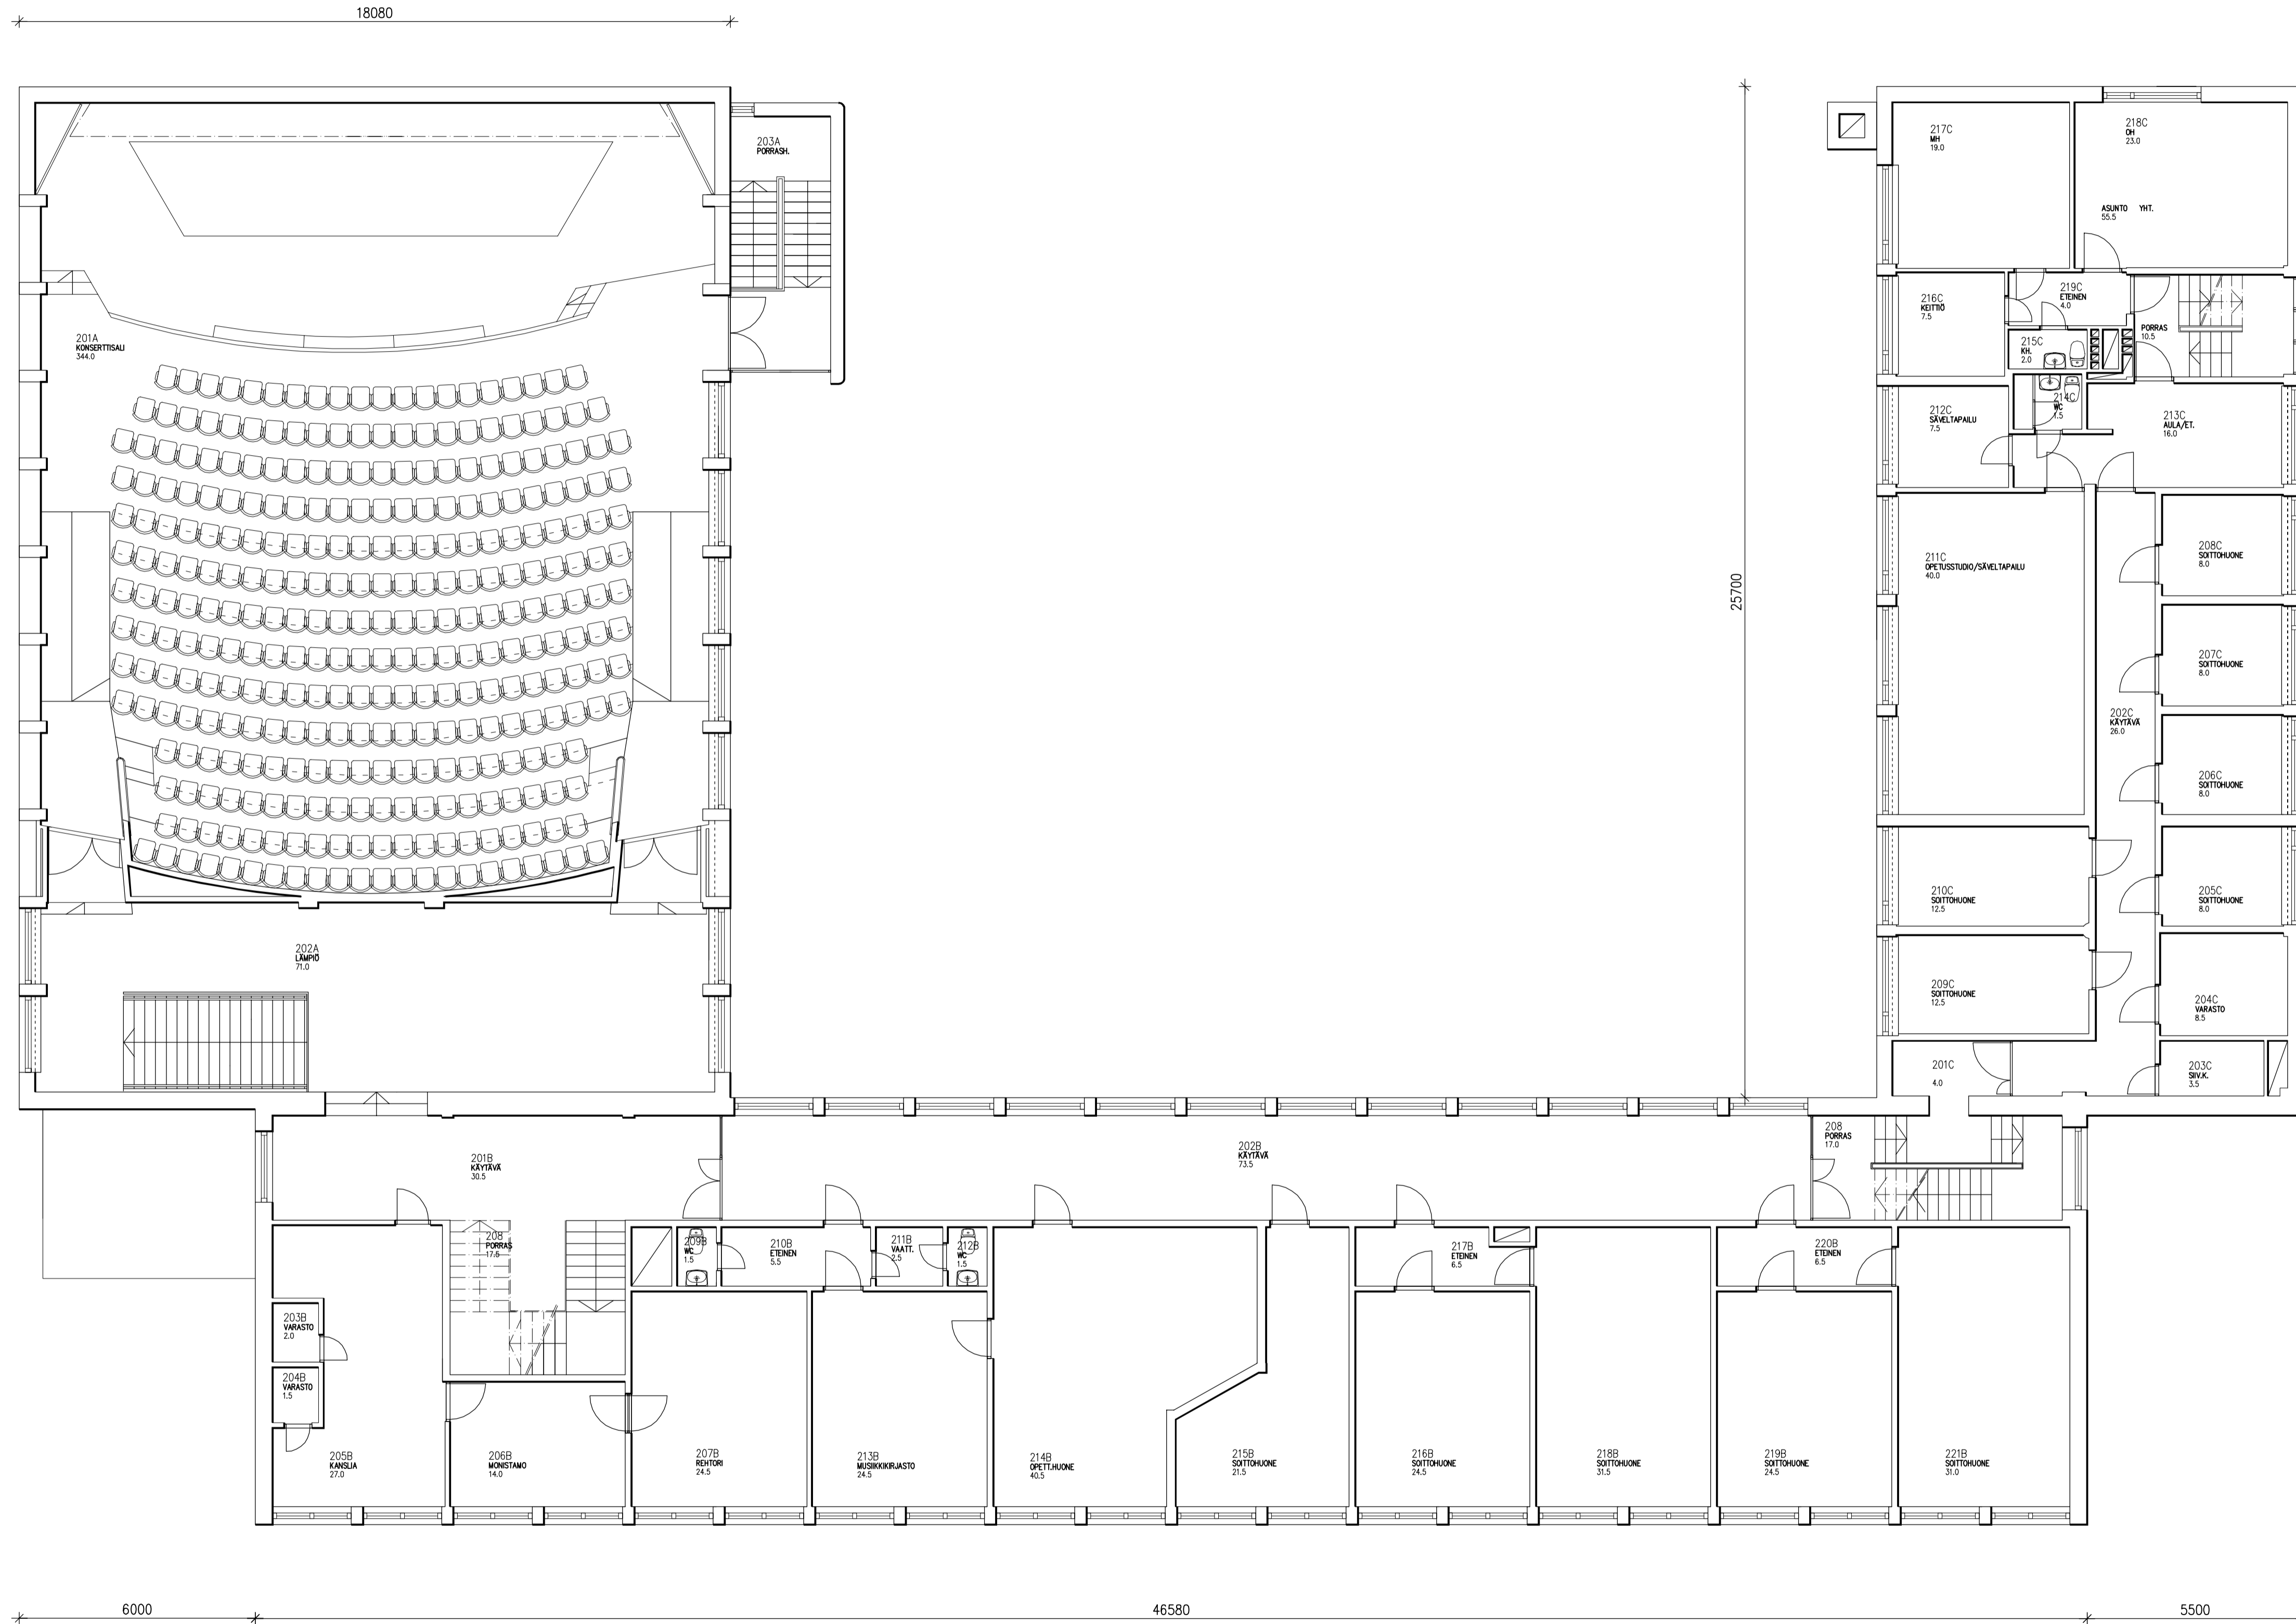 18080
203A
PORRASH.
217C
MH
19.0
218C
OH
23.0
ASUNTO YHT.
55.5
216C
KEITTIÖ
7.5
219C
ETEINEN
4.0
PORRAS
10.5
215C
KH.
2.0
201A
KONSERTTISALI
344.0
214C
WC
1.5
212C
SÄVELTAPAILU
7.5
213C
AULA/ET.
16.0
25700
211C
OPETUSSTUDIO/SÄVELTAPAILU
40.0
208C
SOITTOHUONE
8.0
207C
SOITTOHUONE
8.0
202C
KÄYTÄVÄ
26.0
206C
SOITTOHUONE
8.0
210C
SOITTOHUONE
12.5
205C
SOITTOHUONE
8.0
202A
LÄMPIÖ
71.0
209C
SOITTOHUONE
12.5
204C
VARASTO
8.5
201C
4.0
203C
SIIV.K.
3.5
201B
KÄYTÄVÄ
30.5
202B
KÄYTÄVÄ
73.5
208
PORRAS
17.0
208
PORRAS
17.5
209B
WC
1.5
210B
ETEINEN
5.5
211B
VAATT.
2.5
212B
WC
1.5
217B
ETEINEN
6.5
220B
ETEINEN
6.5
203B
VARASTO
2.0
204B
VARASTO
1.5
205B
KANSLIA
27.0
206B
MONISTAMO
14.0
207B
REHTORI
24.5
213B
MUSIIKKIKIRJASTO
24.5
214B
OPETT.HUONE
40.5
215B
SOITTOHUONE
21.5
216B
SOITTOHUONE
24.5
218B
SOITTOHUONE
31.5
219B
SOITTOHUONE
24.5
221B
SOITTOHUONE
31.0
6000
46580
5500